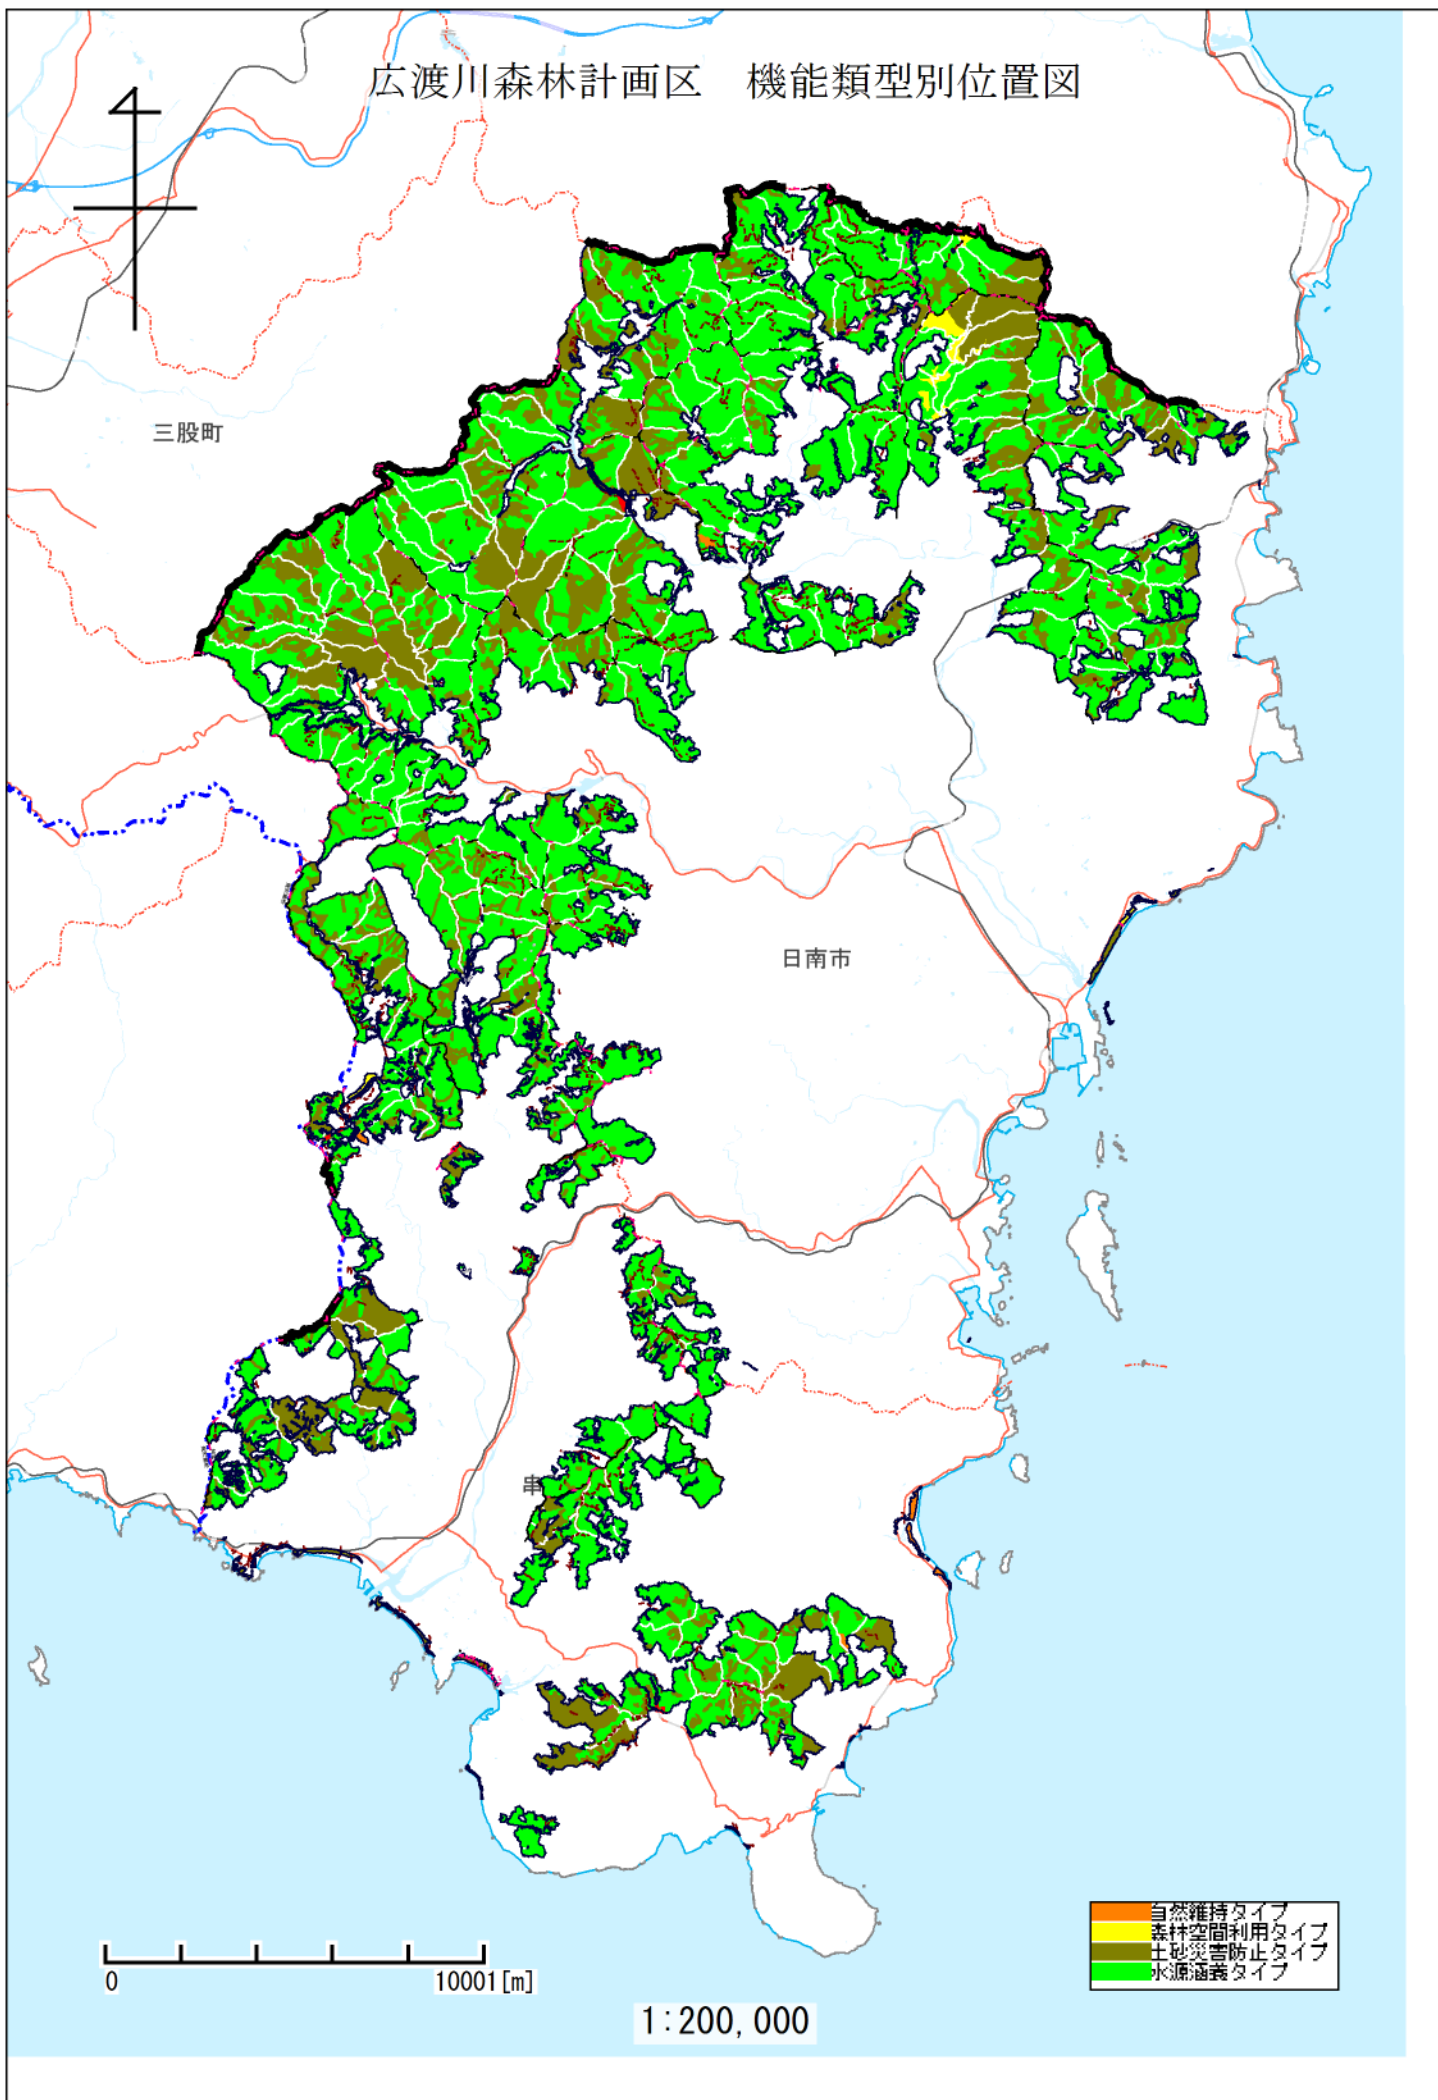 広渡川森林計画区　機能類型別位置図
三股町
日南市
串
自然維持タイプ
森林空間利用タイプ
土砂災害防止タイプ
水源涵養タイプ
0 10001[m]
1:200,000